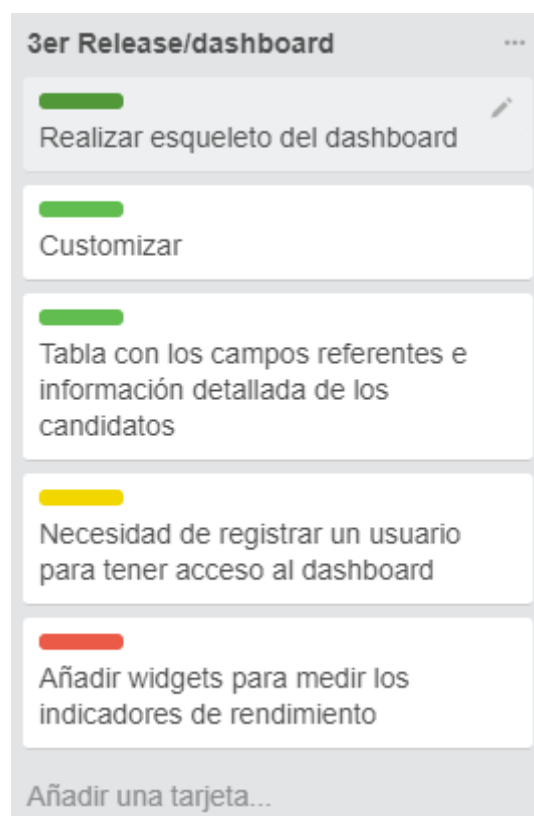 3er Release/dashboard
Realizar esqueleto del dashboard
Customizar
Tabla con los campos referentes e
información detallada de los
candidatos
Necesidad de registrar un usuario
para tener acceso al dashboard
Añadir widgets para medir los
indicadores de rendimiento
Añadir una tarjeta...